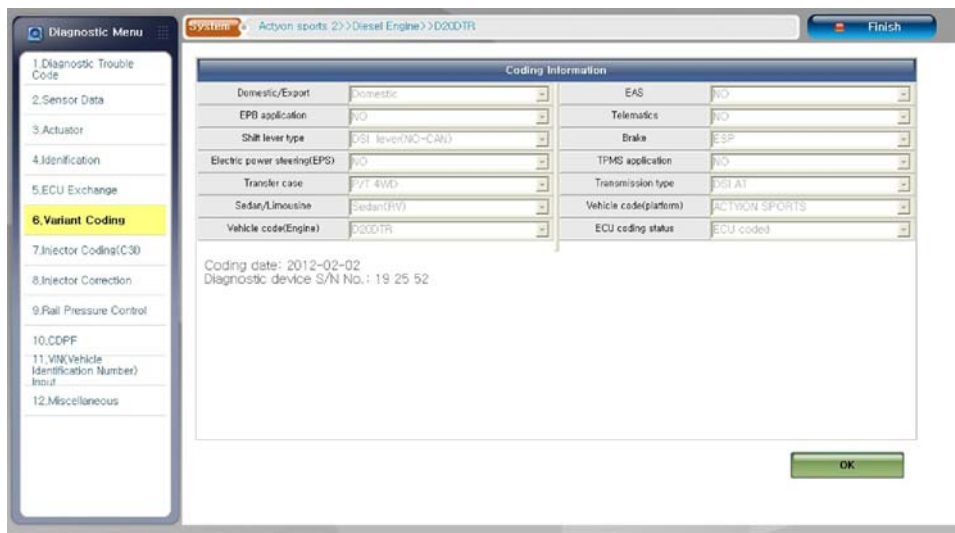 Diagnostic Menu
System
Actyon sports 2>>Diesel Engine>>D20DTR
Finish
1.Diagnostic Trouble
Code
2.Sensor Data
3.Actuator
4.Idenification
5.ECU Exchange
6.Variant Coding
7.Injector Coding(C3I)
8.Injector Correction
9.Rail Pressure Control
10.CDPF
11.VIN(Vehicle
Identification Number)
Input
12.Miscellaneous
Coding Information
Domestic/Export Domestic EAS NO
EPB application NO Telematics NO
Shift lever type DSI lever(NO-CAN) Brake ESP
Electric power steering(EPS) NO TPMS application NO
Transfer case P/T 4WD Transmission type DSI AT
Sedan/Limousine Sedan(RV) Vehicle code(platform) ACTYION SPORTS
Vehicle code(Engine) D20DTR ECU coding status ECU coded
Coding date: 2012-02-02
Diagnostic device S/N No.: 19 25 52
OK